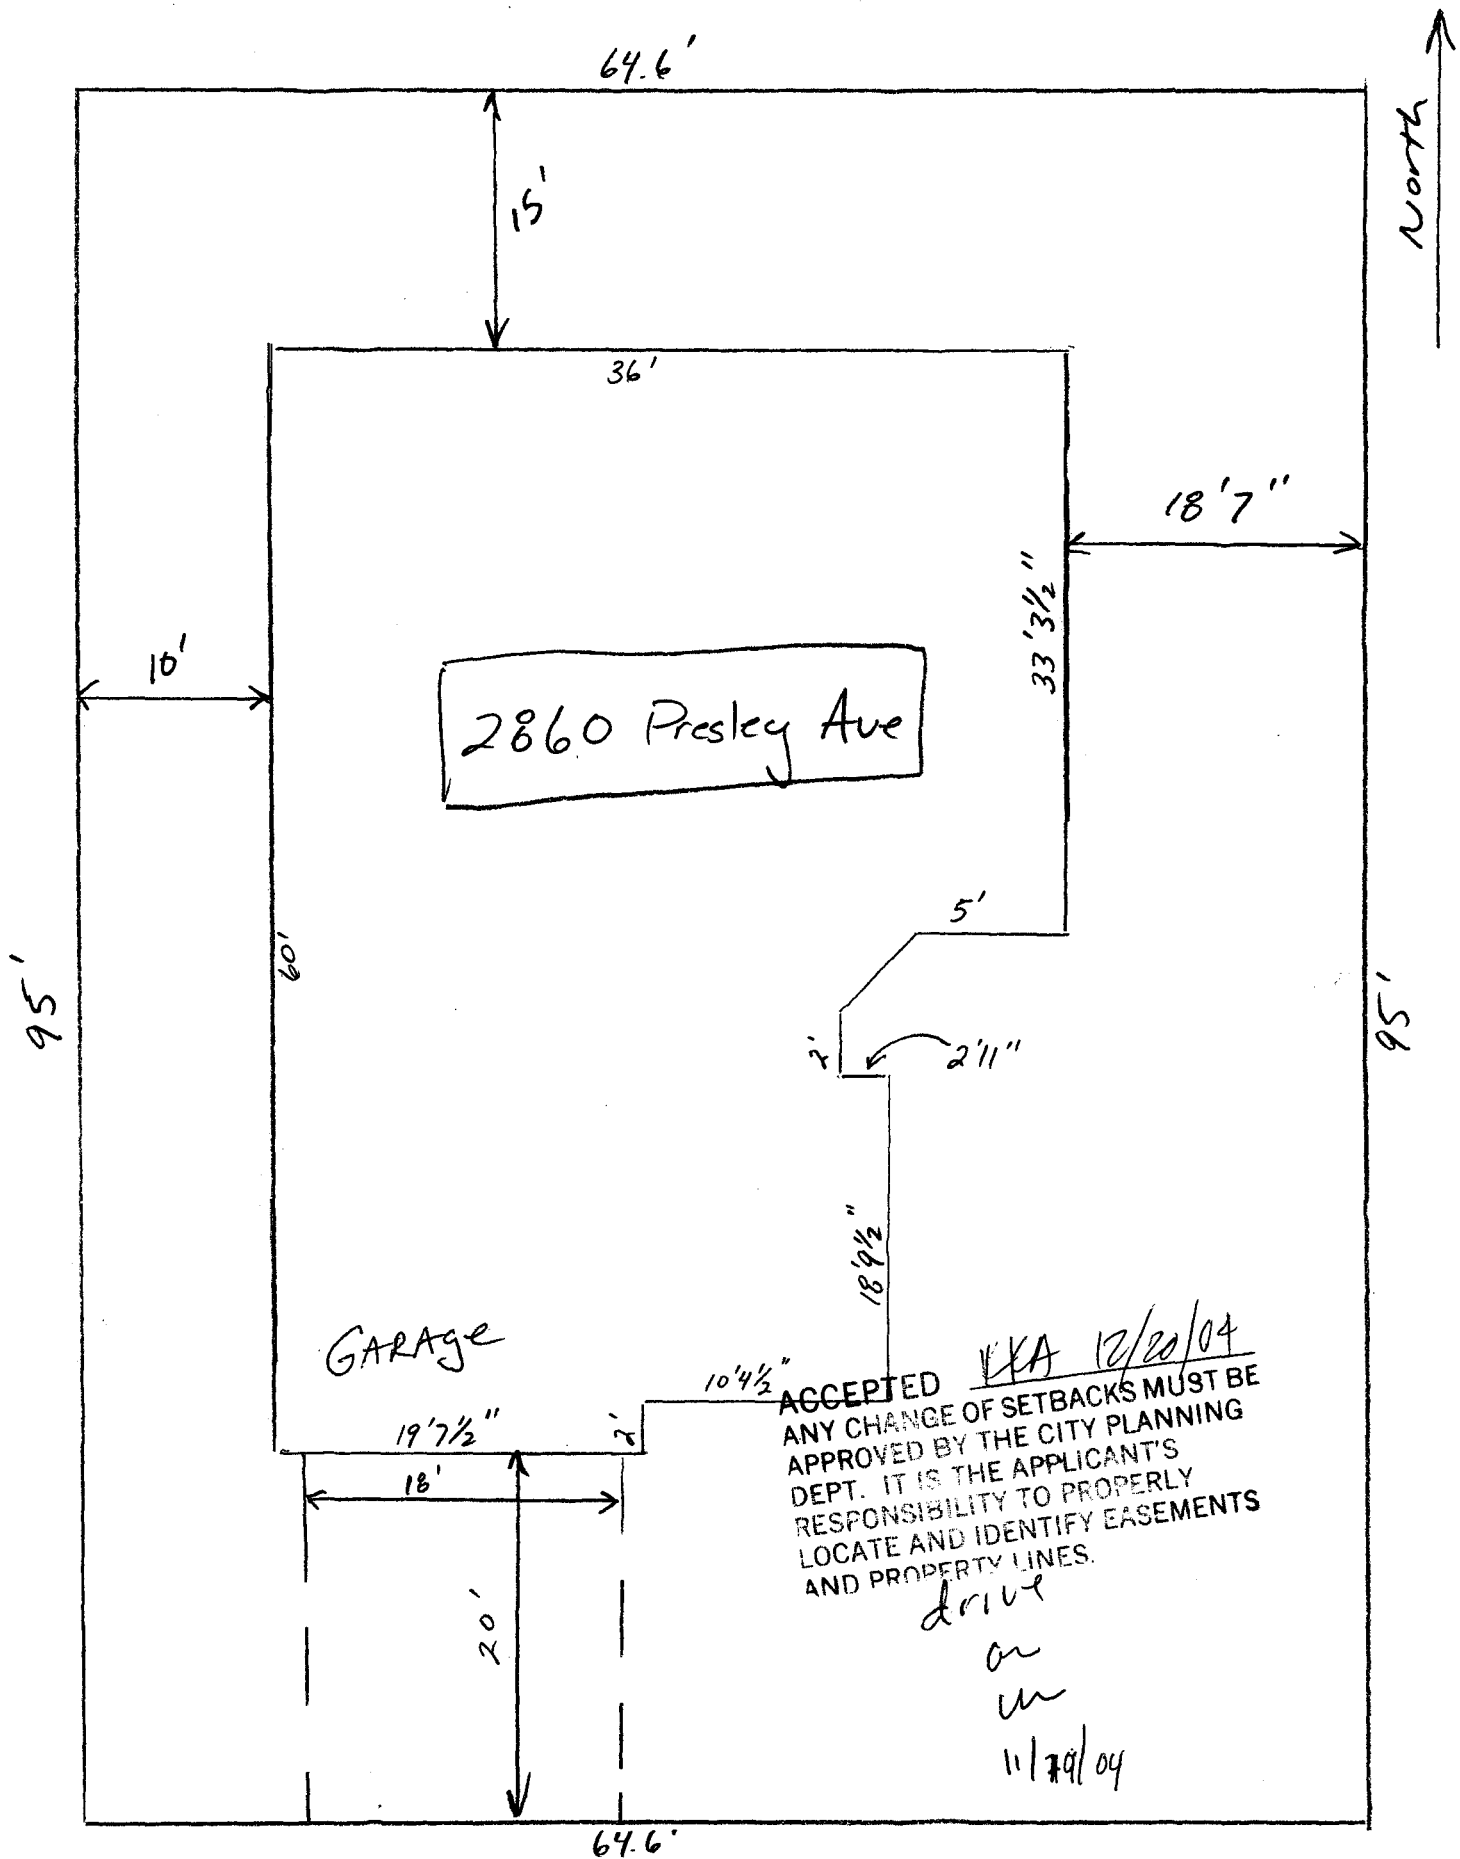 64.6'
North
15'
36'
18'7"
33'3½"
10'
2860 Presley Ave
5'
60'
95'
95'
2'
2'11"
18'9½"
GARAge
10'4½"
19'7½"
2'
18'
20'
ACCEPTED 12/20/04
ANY CHANGE OF SETBACKS MUST BE
APPROVED BY THE CITY PLANNING
DEPT. IT IS THE APPLICANT'S
RESPONSIBILITY TO PROPERLY
LOCATE AND IDENTIFY EASEMENTS
AND PROPERTY LINES.
drive
64.6'